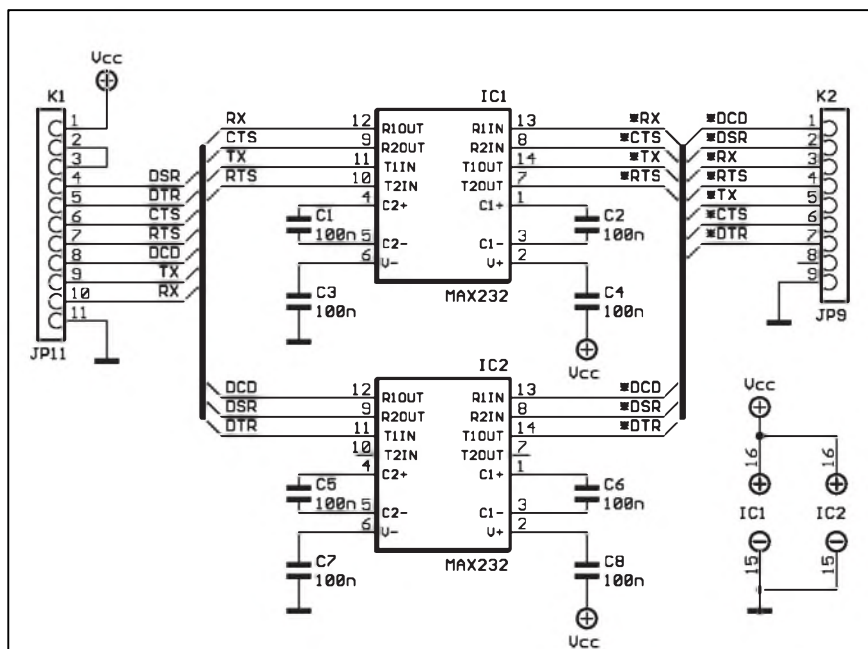 Vcc
K1
1
2
3
4
5
6
7
8
9
10
11
DSR
DTR
CTS
RTS
DCD
TX
RX
JP11
RX
CTS
TX
RTS
IC1
12 R1OUT R1IN 13
9 R2OUT R2IN 8
11 T1IN T1OUT 14
10 T2IN T2OUT 7
4 C2+ C1+ 1
5 C2- C1- 3
6 V- V+ 2
MAX232
C1
100n
C2
100n
C3
100n
C4
100n
Vcc
*RX
*CTS
*TX
*RTS
K2
*DCD 1
*DSR 2
*RX 3
*RTS 4
*TX 5
*CTS 6
*DTR 7
8
9
JP9
DCD
DSR
DTR
IC2
12 R1OUT R1IN 13
9 R2OUT R2IN 8
11 T1IN T1OUT 14
10 T2IN T2OUT 7
4 C2+ C1+ 1
5 C2- C1- 3
6 V- V+ 2
MAX232
C5
100n
C6
100n
C7
100n
C8
100n
Vcc
*DCD
*DSR
*DTR
Vcc
16 16
IC1 IC2
15 15